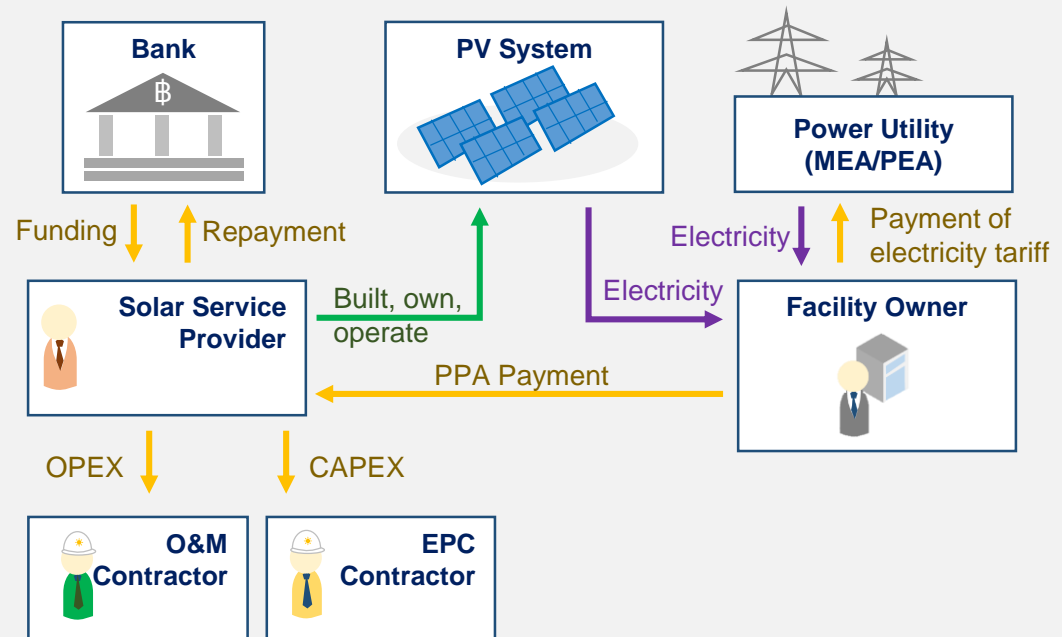 Bank
฿
PV System
Power Utility
(MEA/PEA)
Funding
Repayment
Electricity
Payment of
electricity tariff
Solar Service
Provider
Built, own,
operate
Electricity
Facility Owner
PPA Payment
OPEX
CAPEX
O&M
Contractor
EPC
Contractor